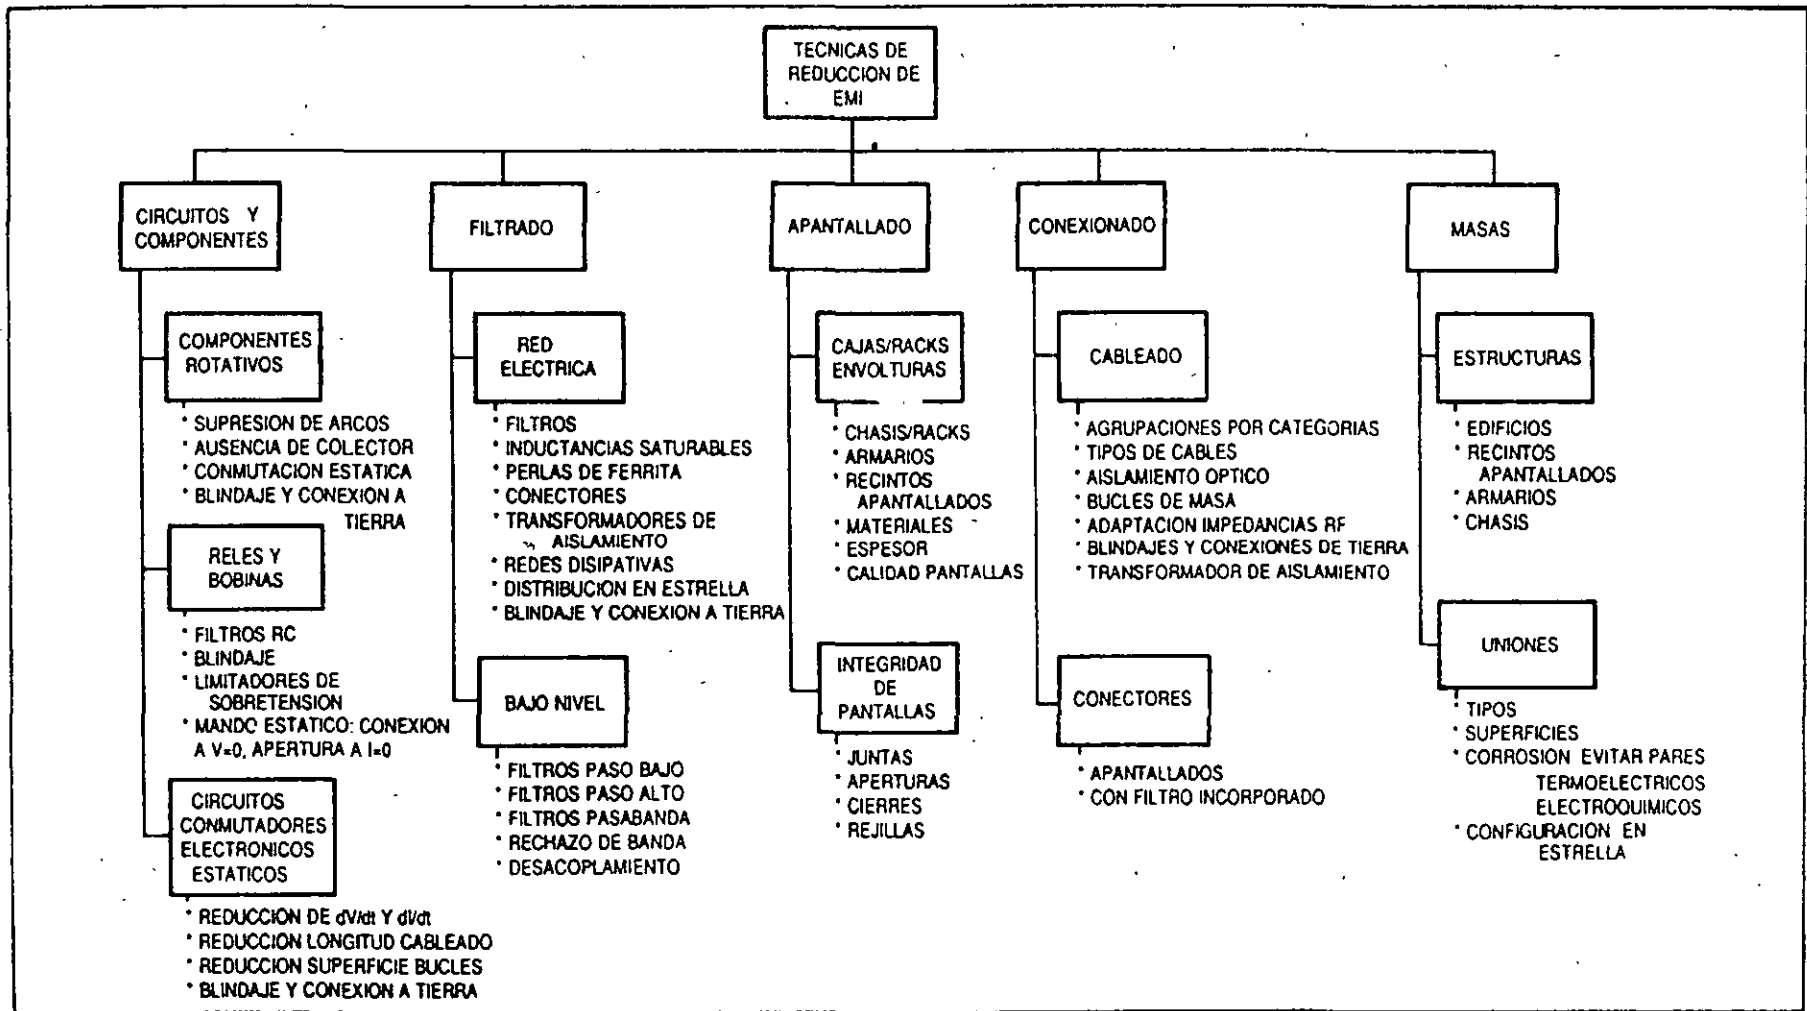 TECNICAS DE
REDUCCION DE
EMI
CIRCUITOS Y
COMPONENTES
COMPONENTES
ROTATIVOS
* SUPRESION DE ARCOS
* AUSENCIA DE COLECTOR
* CONMUTACION ESTATICA
* BLINDAJE Y CONEXION A
TIERRA
RELES Y
BOBINAS
* FILTROS RC
* BLINDAJE
* LIMITADORES DE
SOBRETENSION
* MANDO ESTATICO: CONEXION
A V=0, APERTURA A I=0
CIRCUITOS
CONMUTADORES
ELECTRONICOS
ESTATICOS
* REDUCCION DE dV/dt Y dI/dt
* REDUCCION LONGITUD CABLEADO
* REDUCCION SUPERFICIE BUCLES
* BLINDAJE Y CONEXION A TIERRA
FILTRADO
RED
ELECTRICA
* FILTROS
* INDUCTANCIAS SATURABLES
* PERLAS DE FERRITA
* CONECTORES
* TRANSFORMADORES DE
AISLAMIENTO
* REDES DISIPATIVAS
* DISTRIBUCION EN ESTRELLA
* BLINDAJE Y CONEXION A TIERRA
BAJO NIVEL
* FILTROS PASO BAJO
* FILTROS PASO ALTO
* FILTROS PASABANDA
* RECHAZO DE BANDA
* DESACOPLAMIENTO
APANTALLADO
CAJAS/RACKS
ENVOLTURAS
* CHASIS/RACKS
* ARMARIOS
* RECINTOS
APANTALLADOS
* MATERIALES
* ESPESOR
* CALIDAD PANTALLAS
INTEGRIDAD
DE
PANTALLAS
* JUNTAS
* APERTURAS
* CIERRES
* REJILLAS
CONEXIONADO
CABLEADO
* AGRUPACIONES POR CATEGORIAS
* TIPOS DE CABLES
* AISLAMIENTO OPTICO
* BUCLES DE MASA
* ADAPTACION IMPEDANCIAS RF
* BLINDAJES Y CONEXIONES DE TIERRA
* TRANSFORMADOR DE AISLAMIENTO
CONECTORES
* APANTALLADOS
* CON FILTRO INCORPORADO
MASAS
ESTRUCTURAS
* EDIFICIOS
* RECINTOS
APANTALLADOS
* ARMARIOS
* CHASIS
UNIONES
* TIPOS
* SUPERFICIES
* CORROSION EVITAR PARES
TERMOELECTRICOS
ELECTROQUIMICOS
* CONFIGURACION EN
ESTRELLA